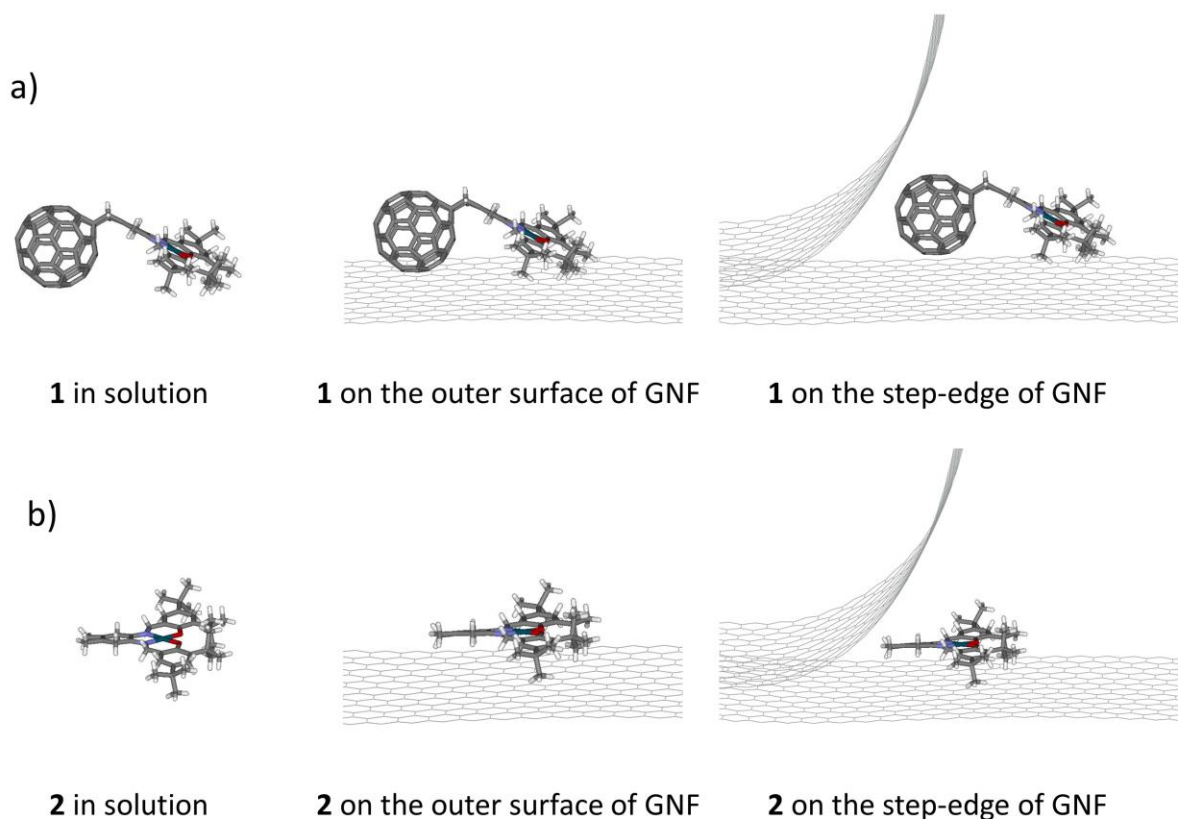 a)
1 in solution
1 on the outer surface of GNF
1 on the step-edge of GNF
b)
2 in solution
2 on the outer surface of GNF
2 on the step-edge of GNF